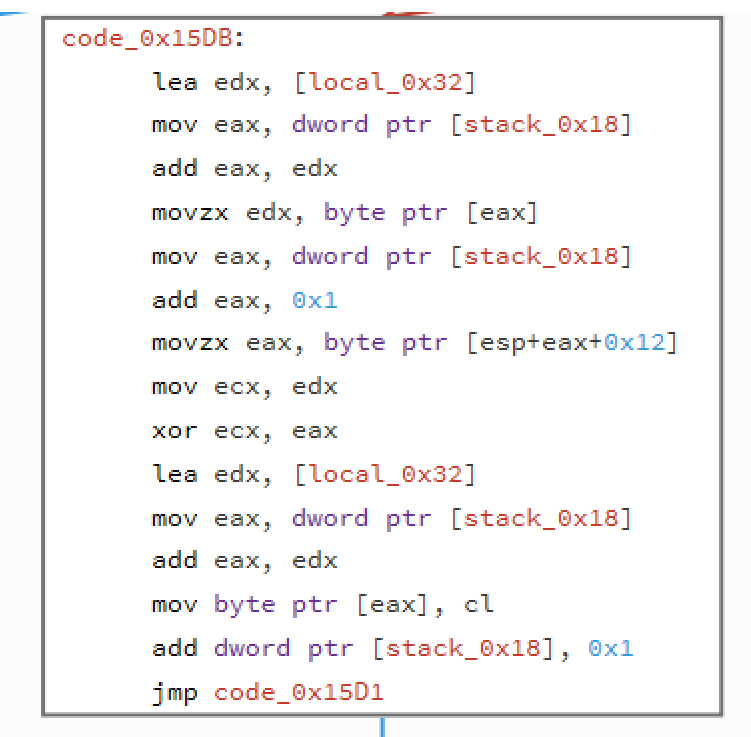 code_0x15DB:
lea edx, [local_0x32]
mov eax, dword ptr [stack_0x18]
add eax, edx
movzx edx, byte ptr [eax]
mov eax, dword ptr [stack_0x18]
add eax, 0x1
movzx eax, byte ptr [esp+eax+0x12]
mov ecx, edx
xor ecx, eax
lea edx, [local_0x32]
mov eax, dword ptr [stack_0x18]
add eax, edx
mov byte ptr [eax], cl
add dword ptr [stack_0x18], 0x1
jmp code_0x15D1